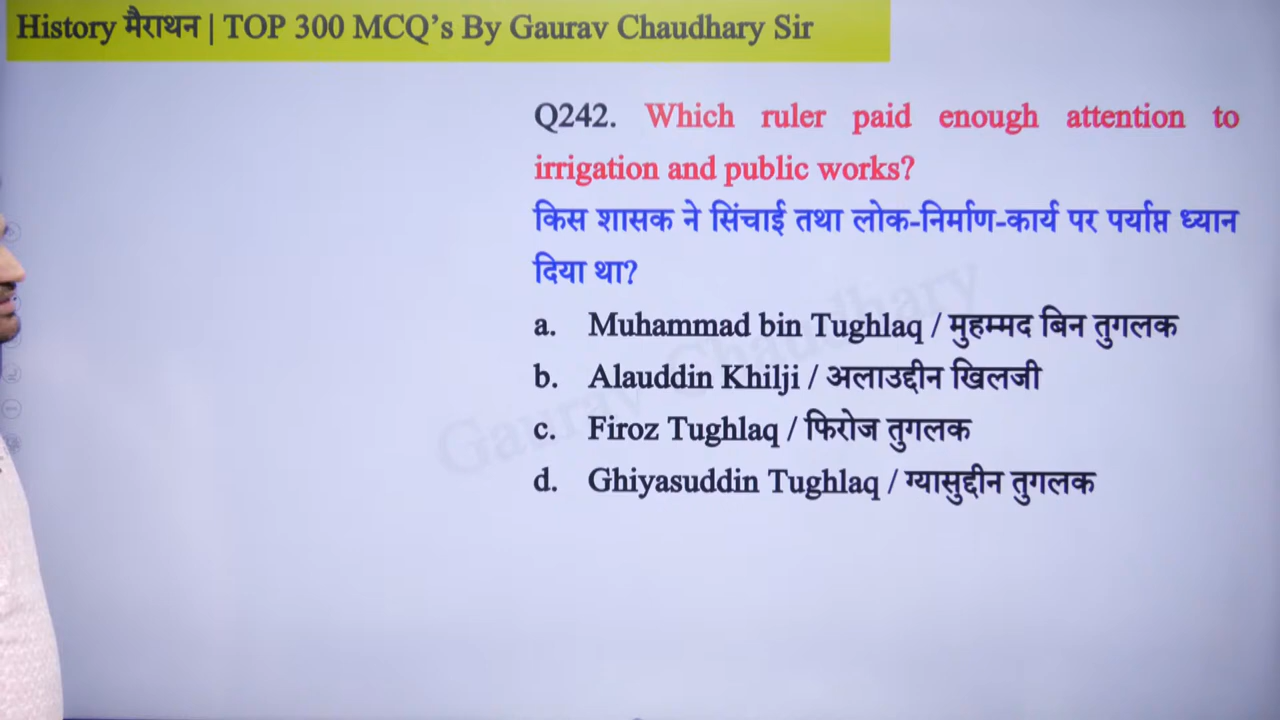 History मैराथन | TOP 300 MCQ’s By Gaurav Chaudhary Sir
Q242. Which ruler paid enough attention to
irrigation and public works?
किस शासक ने सिंचाई तथा लोक-निर्माण-कार्य पर पर्याप्त ध्यान
दिया था?
a. Muhammad bin Tughlaq / मुहम्मद बिन तुगलक
b. Alauddin Khilji / अलाउद्दीन खिलजी
c. Firoz Tughlaq / फिरोज तुगलक
d. Ghiyasuddin Tughlaq / ग्यासुद्दीन तुगलक
Gaurav Chaudhary